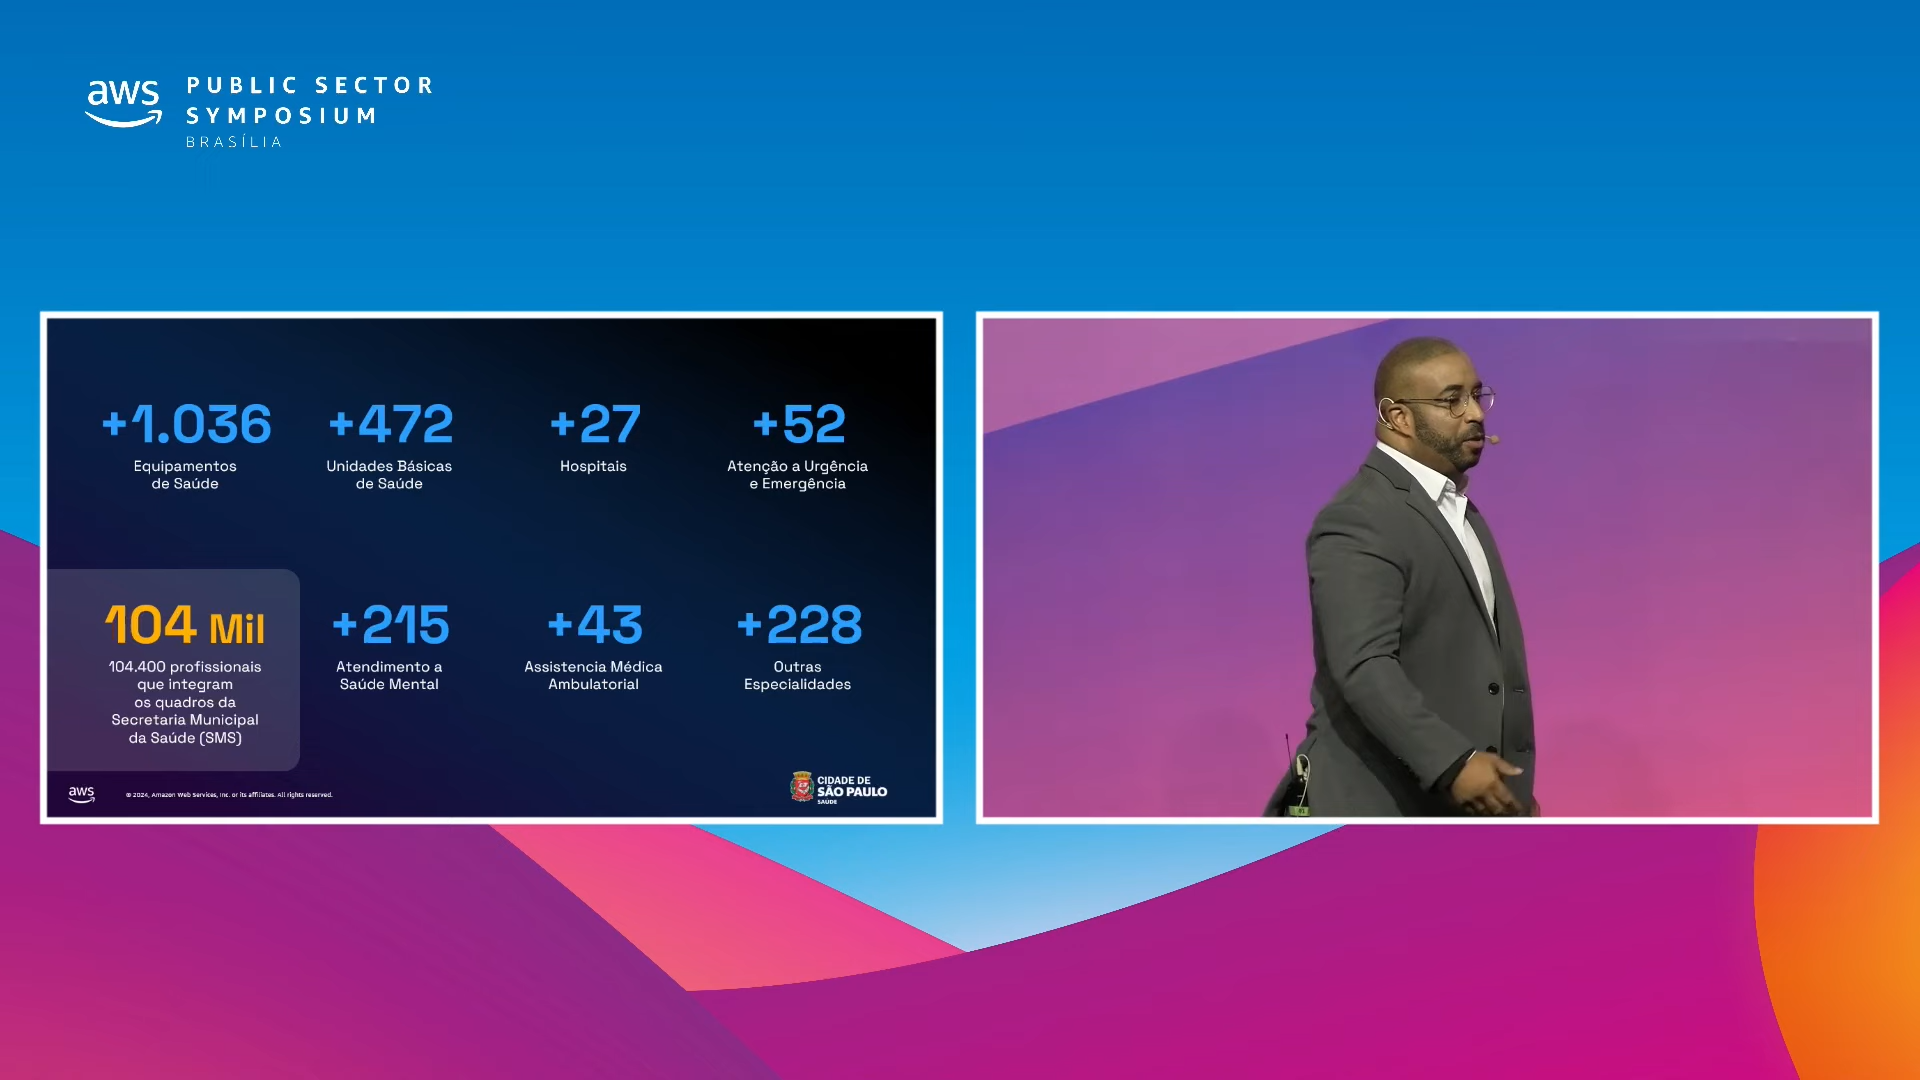 aws
PUBLIC SECTOR
SYMPOSIUM
BRASÍLIA
+1.036
Equipamentos
de Saúde
+472
Unidades Básicas
de Saúde
+27
Hospitais
+52
Atenção a Urgência
e Emergência
104 Mil
104.400 profissionais
que integram
os quadros da
Secretaria Municipal
da Saúde (SMS)
+215
Atendimento a
Saúde Mental
+43
Assistencia Médica
Ambulatorial
+228
Outras
Especialidades
aws
© 2024, Amazon Web Services, Inc. or its affiliates. All rights reserved.
CIDADE DE
SÃO PAULO
SAÚDE